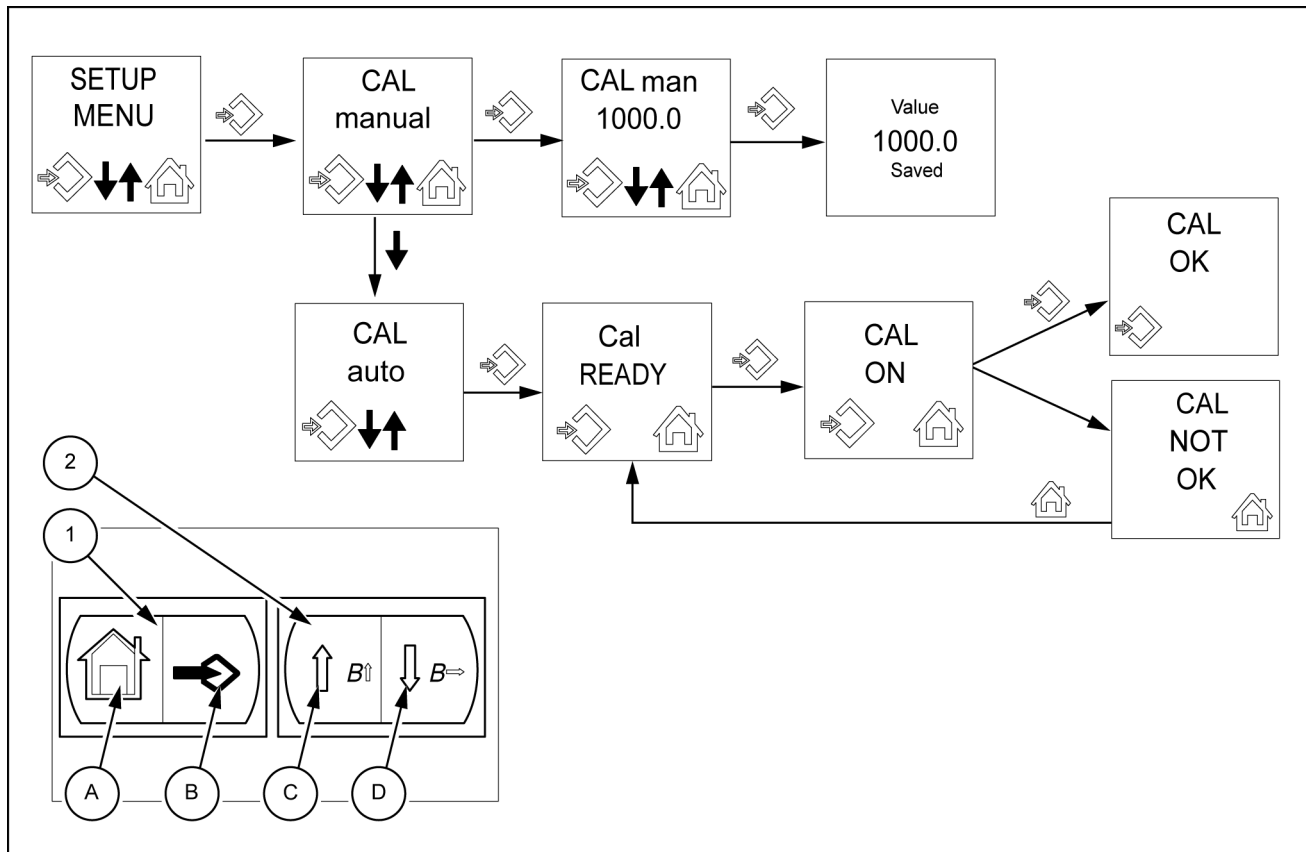 SETUP
MENU
CAL
manual
CAL man
1000.0
Value
1000.0
Saved
CAL
OK
CAL
auto
Cal
READY
CAL
ON
CAL
NOT
OK
2
1
B⇧
B⇨
A
B
C
D